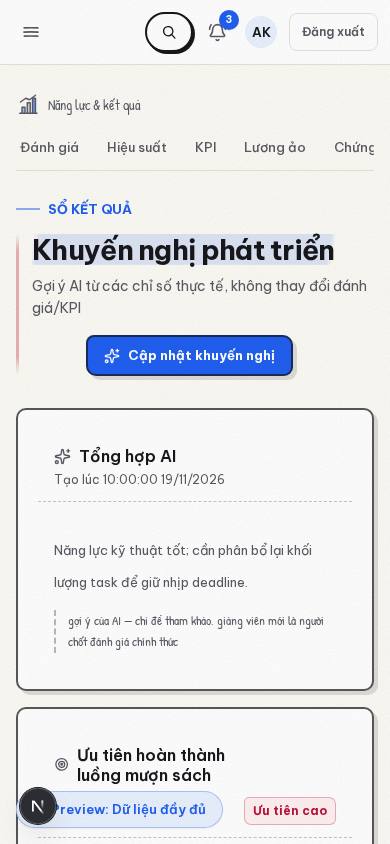 3
AK
Đăng xuất
Năng lực & kết quả
Đánh giá
Hiệu suất
KPI
Lương ảo
Chứng
SỔ KẾT QUẢ
Khuyến nghị phát triển
Gợi ý AI từ các chỉ số thực tế, không thay đổi đánh
giá/KPI
Cập nhật khuyến nghị
Tổng hợp AI
Tạo lúc 10:00:00 19/11/2026
Năng lực kỹ thuật tốt; cần phân bổ lại khối
lượng task để giữ nhịp deadline.
gợi ý của AI — chỉ để tham khảo. giảng viên mới là người
chốt đánh giá chính thức
Ưu tiên hoàn thành
luồng mượn sách
N
Preview: Dữ liệu đầy đủ
Ưu tiên cao